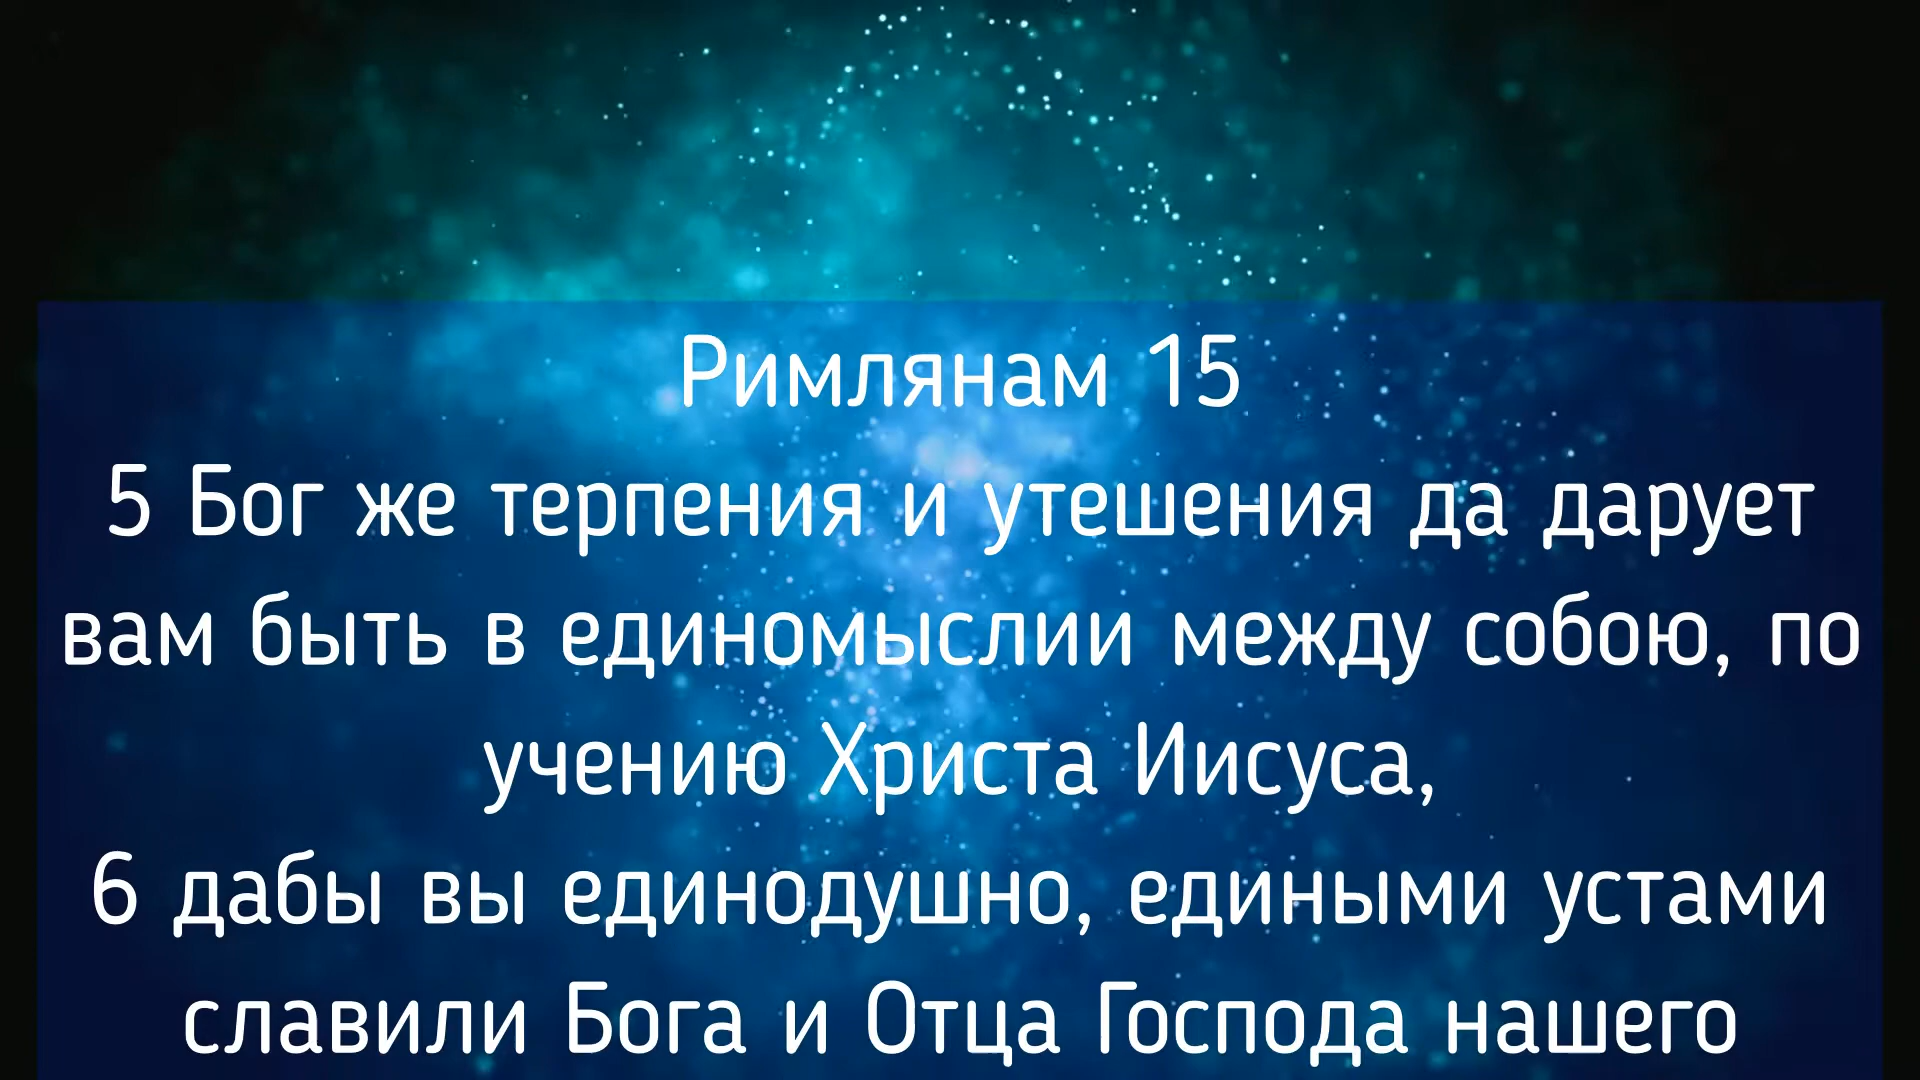 Римлянам 15
5 Бог же терпения и утешения да дарует
вам быть в единомыслии между собою, по
учению Христа Иисуса,
6 дабы вы единодушно, едиными устами
славили Бога и Отца Господа нашего